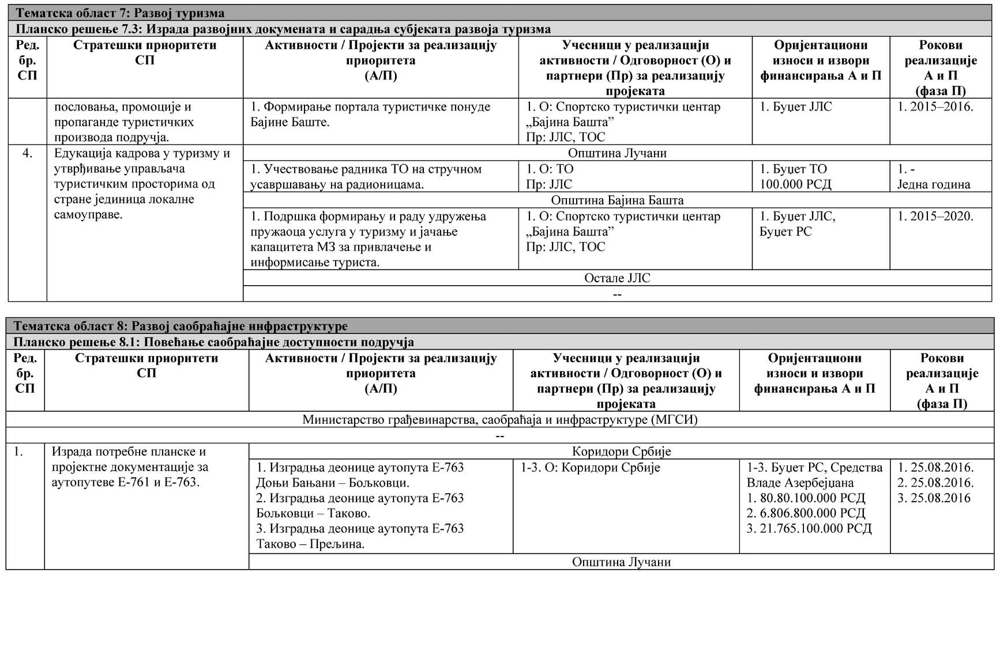 Тематска област 7: Развој туризма
Планско решење 7.3: Израда развојних докумената и сарадња субјеката развоја туризма
Ред.
бр.
СП
Стратешки приоритети
СП
Активности / Пројекти за реализацију
приоритета
(А/П)
Учесници у реализацији
активности / Одговорност (О) и
партнери (Пр) за реализацију
пројеката
Оријентациони
износи и извори
финансирања А и П
Рокови
реализације
А и П
(фаза П)
пословања, промоције и
пропаганде туристичких
производа подручја.
1. Формирање портала туристичке понуде
Бајине Баште.
1. О: Спортско туристички центар
„Бајина Башта”
Пр: ЈЛС, ТОС
1. Буџет ЈЛС
1. 2015–2016.
4.
Едукација кадрова у туризму и
утврђивање управљача
туристичким просторима од
стране јединица локалне
самоуправе.
Општина Лучани
1. Учествовање радника ТО на стручном
усавршавању на радионицама.
1. О: ТО
Пр: ЈЛС
1. Буџет ТО
100.000 РСД
1. -
Једна година
Општина Бајина Башта
1. Подршка формирању и раду удружења
пружаоца услуга у туризму и јачање
капацитета МЗ за привлачење и
информисање туриста.
1. О: Спортско туристички центар
„Бајина Башта”
Пр: ЈЛС, ТОС
1. Буџет ЈЛС,
Буџет РС
1. 2015–2020.
Остале ЈЛС
--
Тематска област 8: Развој саобраћајне инфраструктуре
Планско решење 8.1: Повећање саобраћајне доступности подручја
Ред.
бр.
СП
Стратешки приоритети
СП
Активности / Пројекти за реализацију
приоритета
(А/П)
Учесници у реализацији
активности / Одговорност (О) и
партнери (Пр) за реализацију
пројеката
Оријентациони
износи и извори
финансирања А и П
Рокови
реализације
А и П
(фаза П)
Министарство грађевинарства, саобраћаја и инфраструктуре (МГСИ)
--
1.
Израда потребне планске и
пројектне документације за
аутопутеве Е-761 и Е-763.
Коридори Србије
1. Изградња деонице аутопута Е-763
Доњи Бањани – Бољковци.
2. Изградња деонице аутопута Е-763
Бољковци – Таково.
3. Изградња деонице аутопута Е-763
Таково – Прељина.
1-3. О: Коридори Србије
1-3. Буџет РС, Средства
Владе Азербејџана
1. 80.80.100.000 РСД
2. 6.806.800.000 РСД
3. 21.765.100.000 РСД
1. 25.08.2016.
2. 25.08.2016.
3. 25.08.2016
Општина Лучани